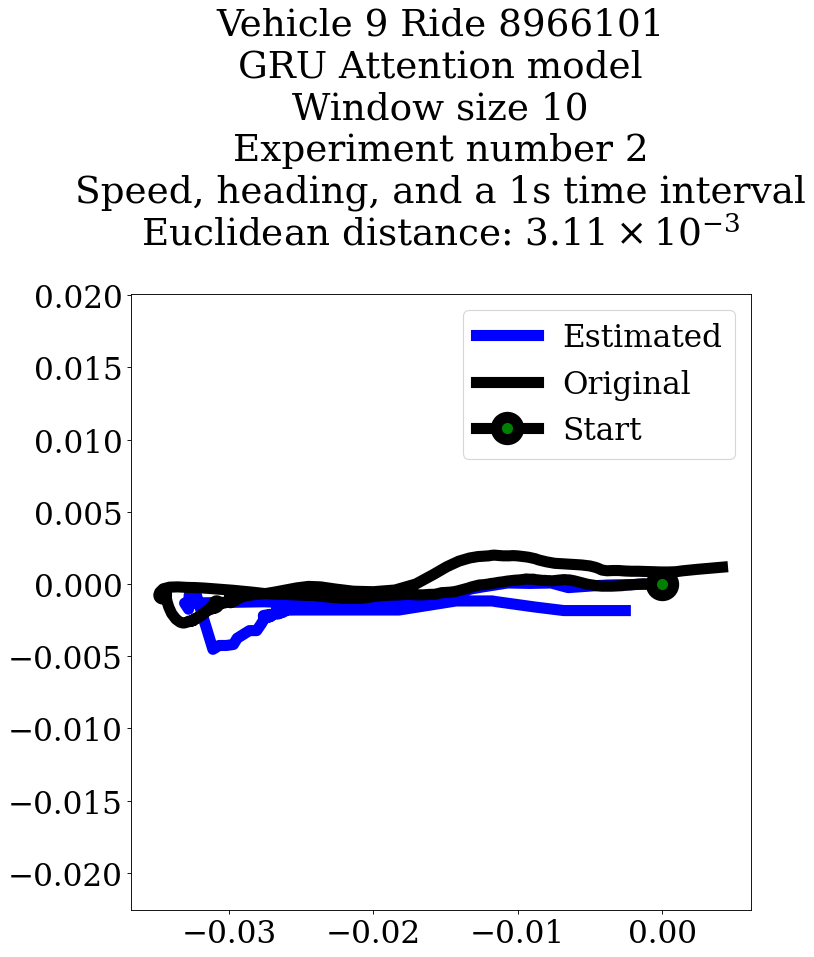 Vehicle 9 Ride 8966101
GRU Attention model
Window size 10
Experiment number 2
Speed, heading, and a 1s time interval
Euclidean distance: 3.11 × 10⁻³
Estimated
Original
Start
0.020
0.015
0.010
0.005
0.000
−0.005
−0.010
−0.015
−0.020
−0.03 −0.02 −0.01 0.00